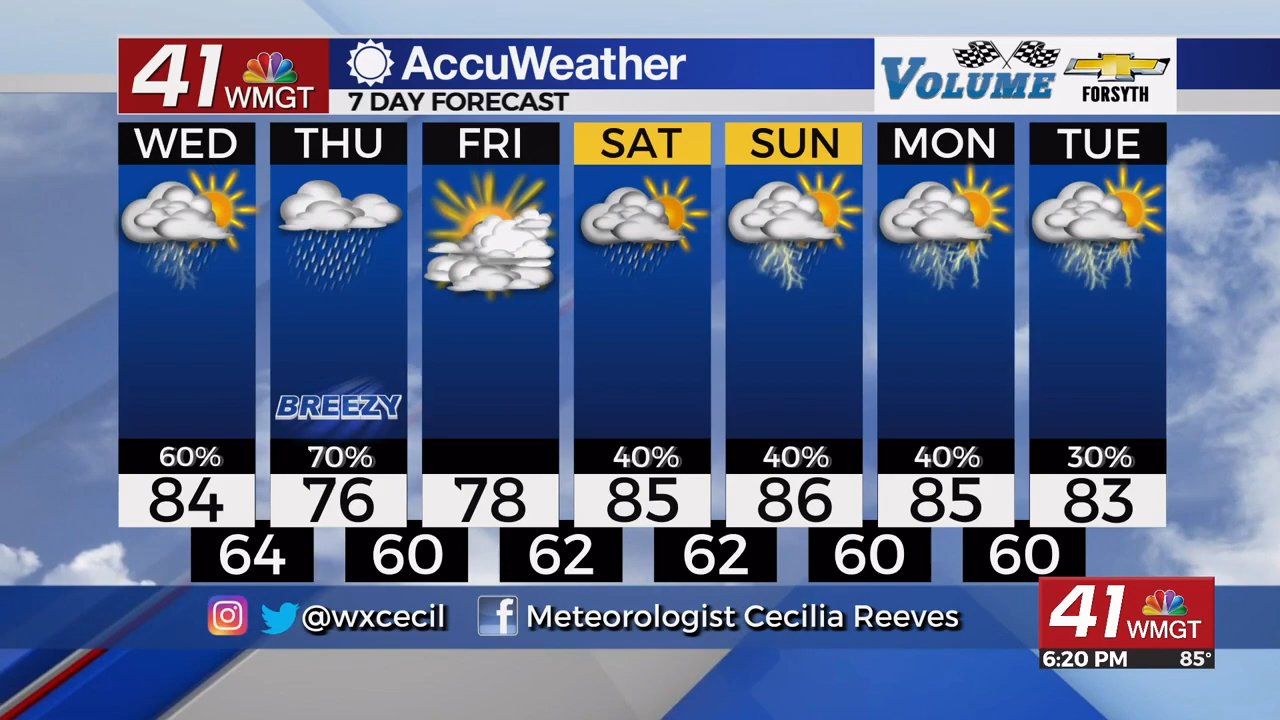 41 WMGT
AccuWeather
7 DAY FORECAST
VOLUME
FORSYTH
WED THU FRI SAT SUN MON TUE
BREEZY
60% 70% 40% 40% 40% 30%
84 76 78 85 86 85 83
64 60 62 62 60 60
@wxcecil Meteorologist Cecilia Reeves
41 WMGT
6:20 PM 85°